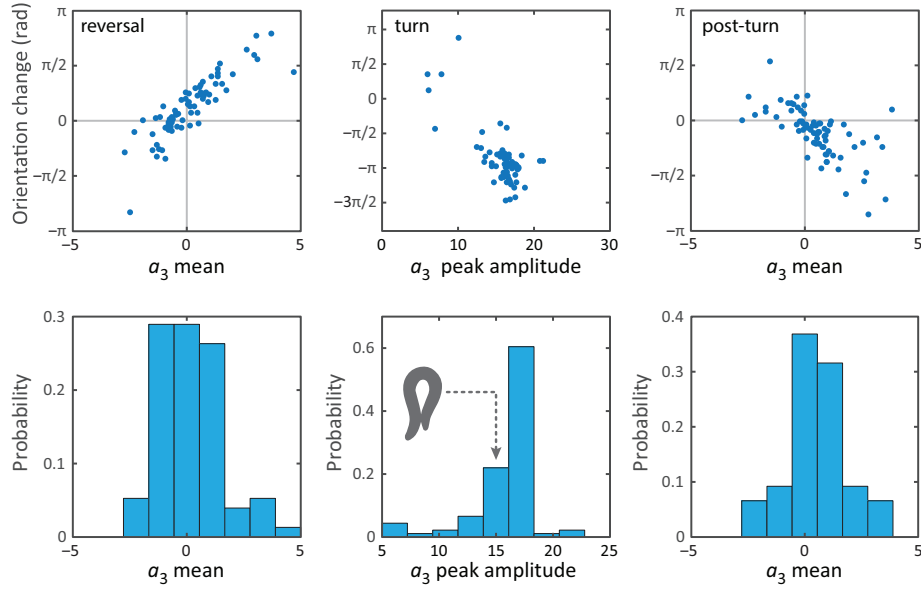 reversal
turn
post-turn
Orientation change (rad)
π
π/2
0
−π/2
−π
−5
0
5
a3 mean
π
π/2
0
−π/2
−π
−3π/2
0
10
20
30
a3 peak amplitude
π
π/2
0
−π/2
−π
−5
0
5
a3 mean
Probability
0.3
0.2
0.1
0
−5
0
5
a3 mean
Probability
0.6
0.4
0.2
0
5
10
15
20
25
a3 peak amplitude
Probability
0.4
0.3
0.2
0.1
0
−5
0
5
a3 mean